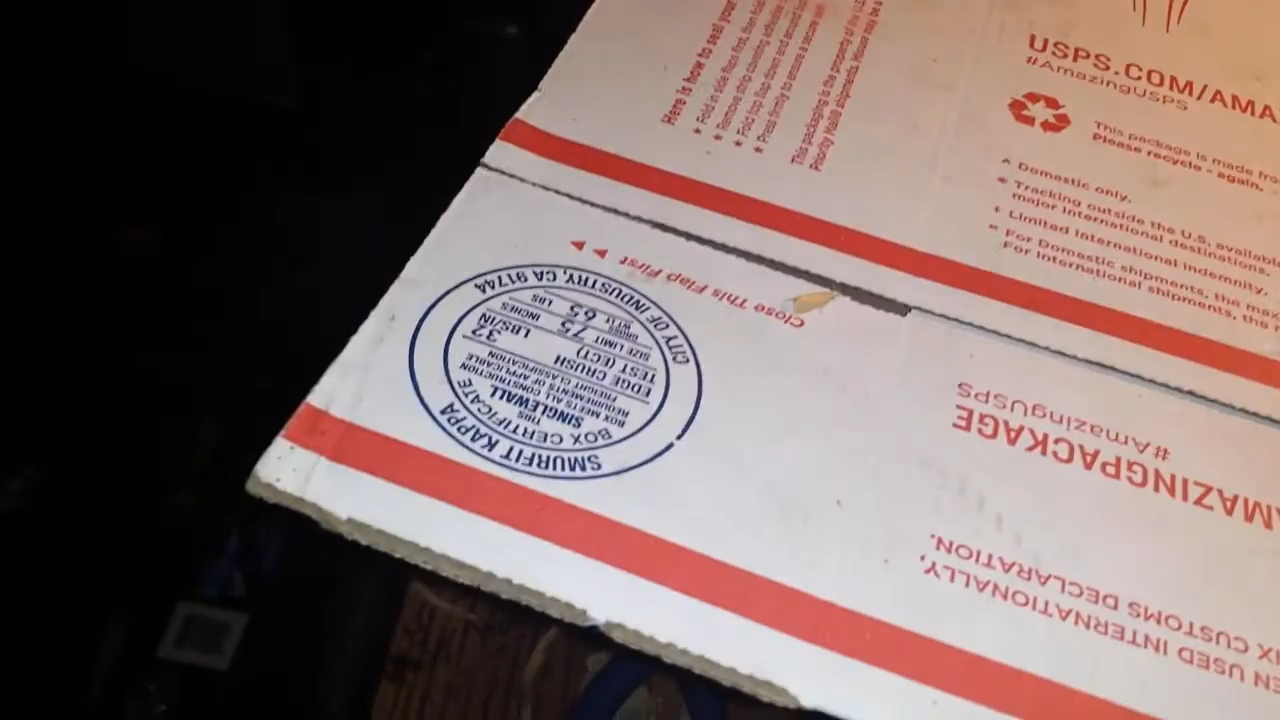 Here is how to seal your
★ Fold in side flaps first, then fold
★ Remove strip covering adhesive
★ Fold top flap down and around
★ Press firmly to ensure a secure
This packaging is the property of the U.S.
Priority Mail® shipments. Misuse may be a
USPS.COM/AMA
#AmazingUSPS
This package is made fro
Please recycle - again.
Domestic only.
Tracking outside the U.S. available
major international destinations.
Limited international indemnity.
For Domestic shipments, the max
For international shipments, the
Close This Flap First
SMURFIT KAPPA
BOX CERTIFICATE
THIS
SINGLEWALL
BOX MEETS ALL CONSTRUCTION
REQUIREMENTS OF APPLICABLE
FREIGHT CLASSIFICATION
EDGE CRUSH
TEST (ECT) 32 LBS/IN
SIZE LIMIT 75 INCHES
GROSS WT LT 65 LBS
CITY OF INDUSTRY, CA 91744
EN USED INTERNATIONALLY,
IX CUSTOMS DECLARATION.
AMAZINGPACKAGE
#AmazingUSPS